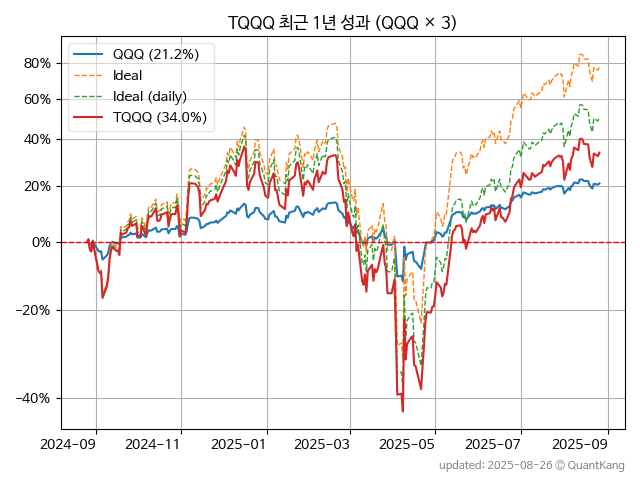 TQQQ 최근 1년 성과 (QQQ × 3)
QQQ (21.2%)
Ideal
Ideal (daily)
TQQQ (34.0%)
80%
60%
40%
20%
0%
−20%
−40%
2024-09 2024-11 2025-01 2025-03 2025-05 2025-07 2025-09
updated: 2025-08-26 © QuantKang